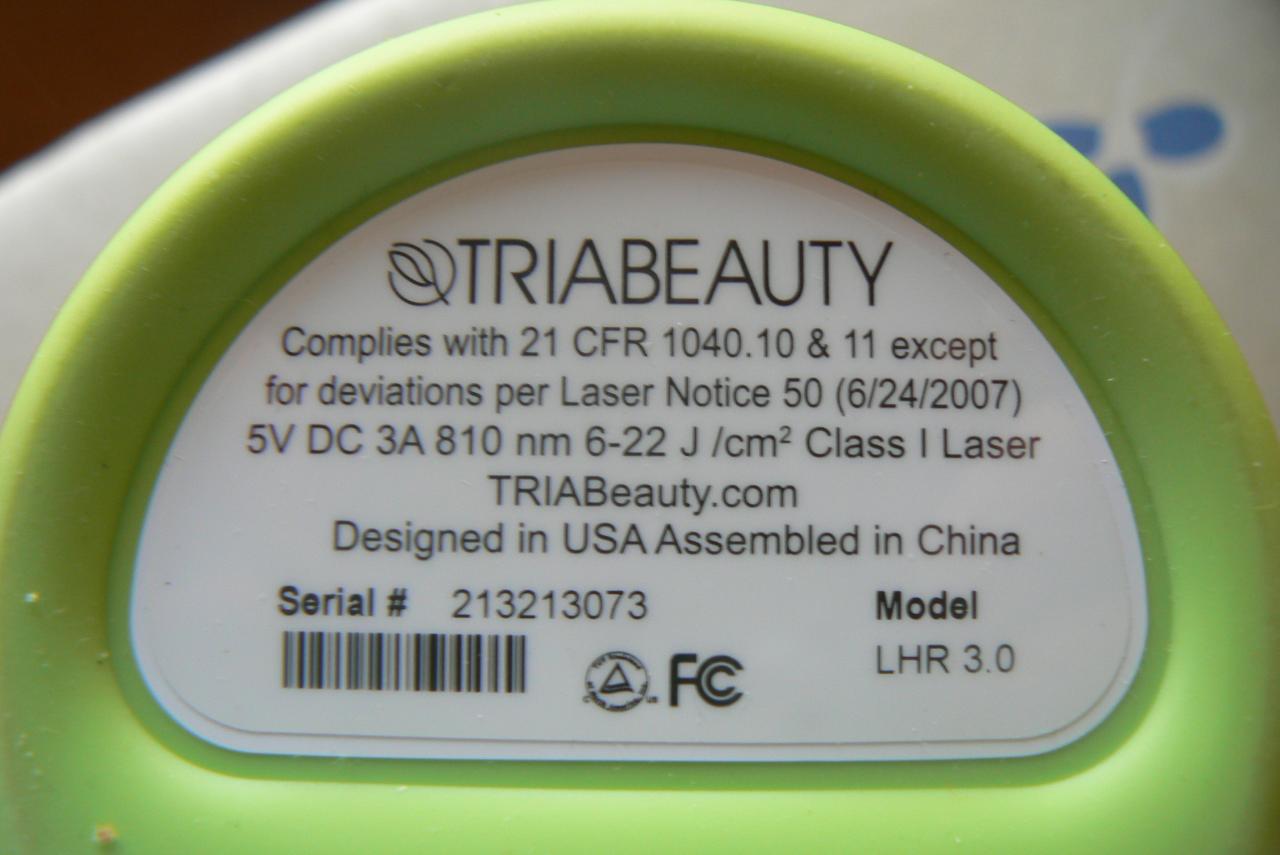 TRIABEAUTY
Complies with 21 CFR 1040.10 & 11 except
for deviations per Laser Notice 50 (6/24/2007)
5V DC 3A 810 nm 6-22 J /cm² Class I Laser
TRIABeauty.com
Designed in USA Assembled in China
Serial # 213213073
Model
LHR 3.0
FC